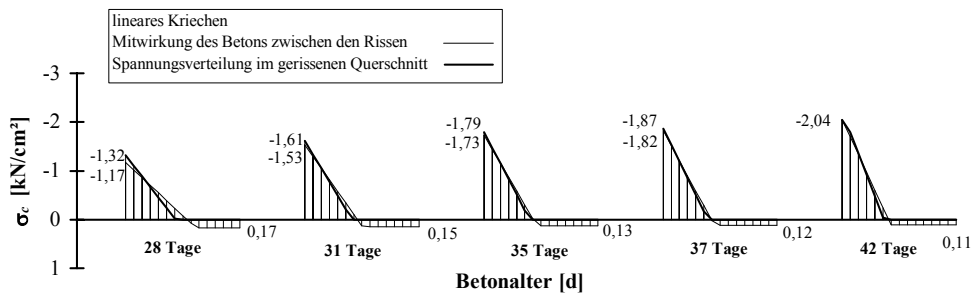 lineares Kriechen
Mitwirkung des Betons zwischen den Rissen
Spannungsverteilung im gerissenen Querschnitt
σc [kN/cm²]
-3
-2
-1
0
1
-1,32
-1,17
0,17
28 Tage
-1,61
-1,53
0,15
31 Tage
-1,79
-1,73
0,13
35 Tage
-1,87
-1,82
0,12
37 Tage
-2,04
0,11
42 Tage
Betonalter [d]